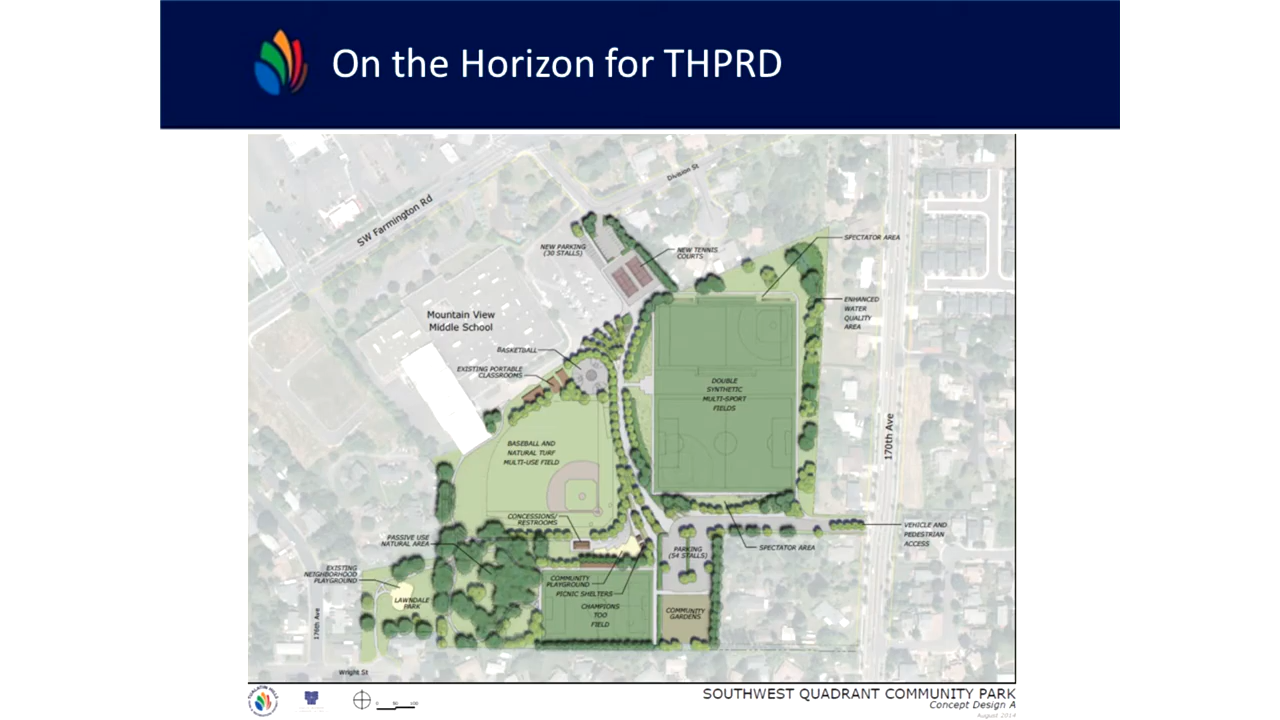 On the Horizon for THPRD
Division St
SW Farmington Rd
SPECTATOR AREA
NEW PARKING
(30 STALLS)
NEW TENNIS
COURTS
ENHANCED
WATER
QUALITY
AREA
Mountain View
Middle School
BASKETBALL
EXISTING PORTABLE
CLASSROOMS
DOUBLE
SYNTHETIC
MULTI-SPORT
FIELDS
170th Ave
BASEBALL AND
NATURAL TURF
MULTI-USE FIELD
CONCESSIONS/
RESTROOMS
VEHICLE AND
PEDESTRIAN
ACCESS
PASSIVE USE
NATURAL AREA
SPECTATOR AREA
PARKING
(54 STALLS)
EXISTING
NEIGHBORHOOD
PLAYGROUND
COMMUNITY
PLAYGROUND
PICNIC SHELTERS
LAWNDALE
PARK
CHAMPIONS
TOO
FIELD
COMMUNITY
GARDENS
176th Ave
Wright St
SOUTHWEST QUADRANT COMMUNITY PARK
Concept Design A
August 2014